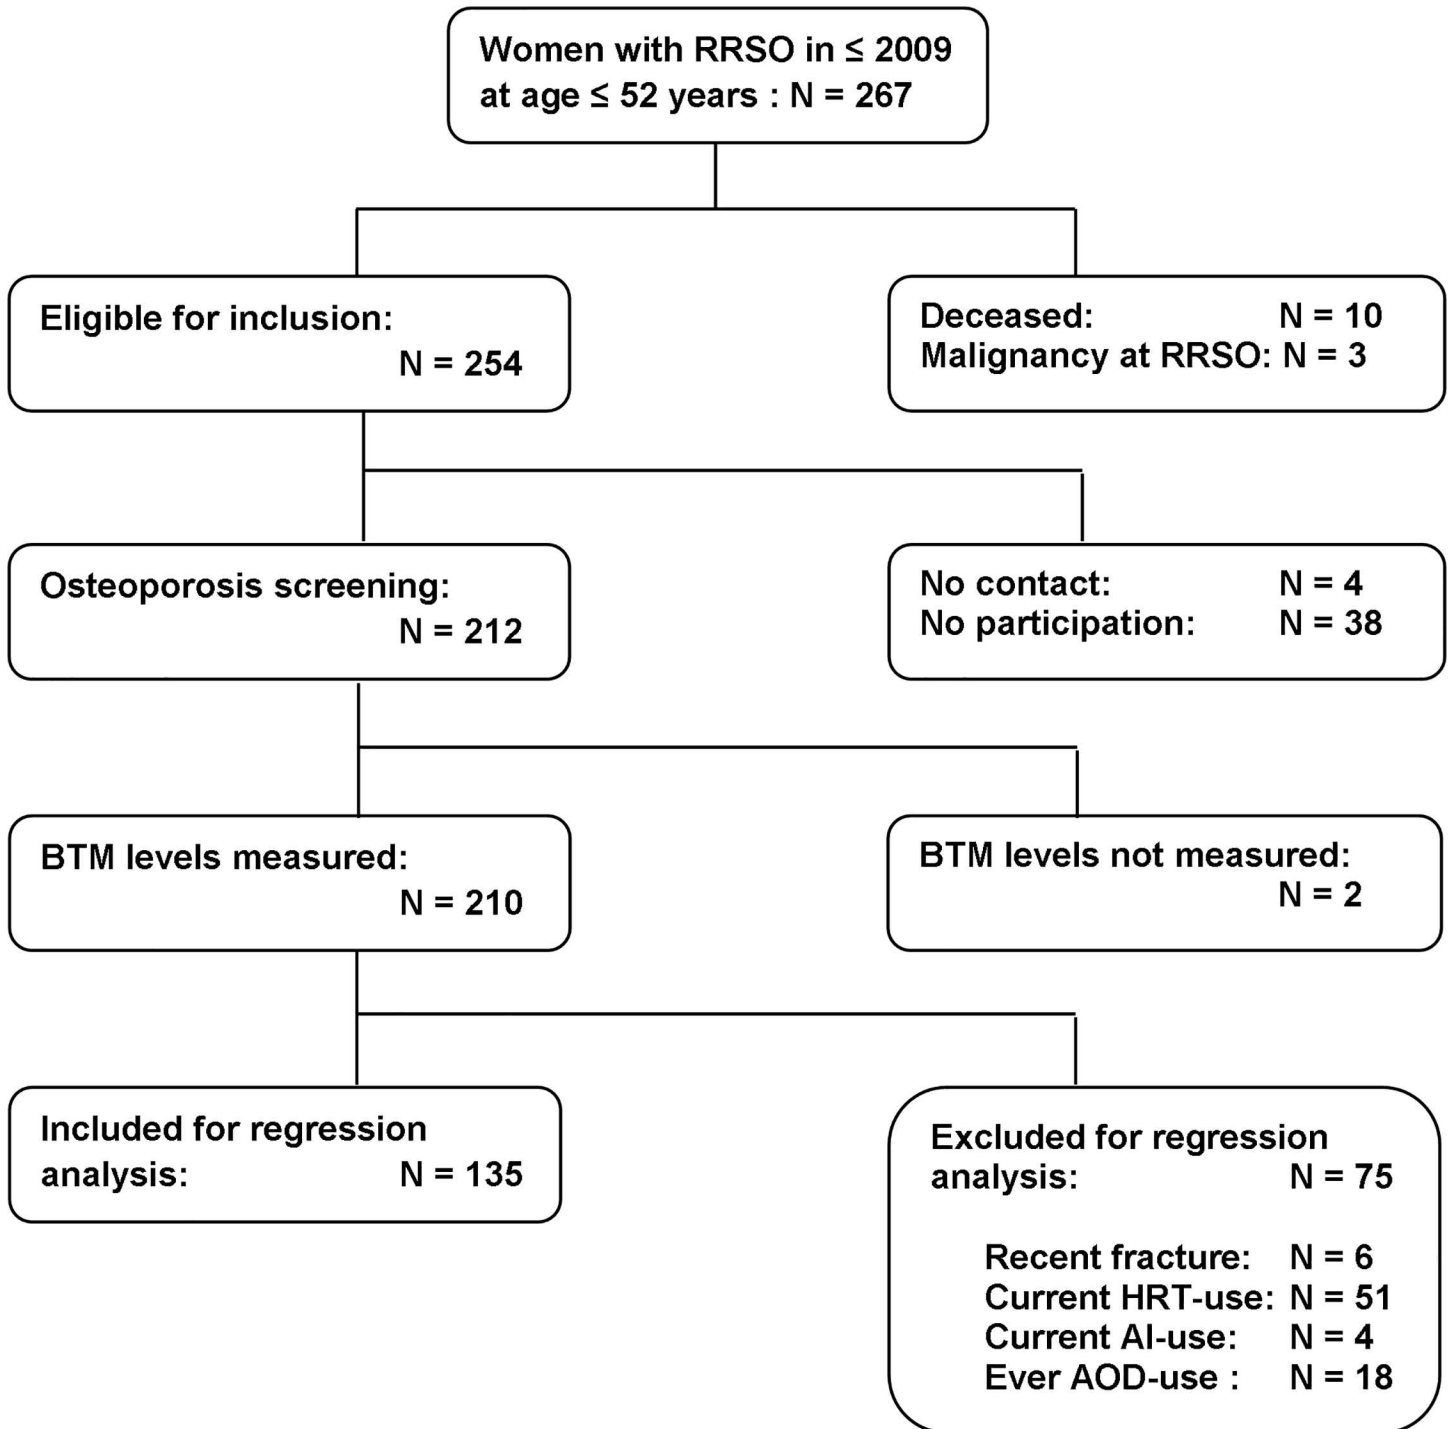 Women with RRSO in ≤ 2009
at age ≤ 52 years : N = 267
Eligible for inclusion:
N = 254
Deceased: N = 10
Malignancy at RRSO: N = 3
Osteoporosis screening:
N = 212
No contact: N = 4
No participation: N = 38
BTM levels measured:
N = 210
BTM levels not measured:
N = 2
Included for regression
analysis: N = 135
Excluded for regression
analysis: N = 75
Recent fracture: N = 6
Current HRT-use: N = 51
Current AI-use: N = 4
Ever AOD-use : N = 18